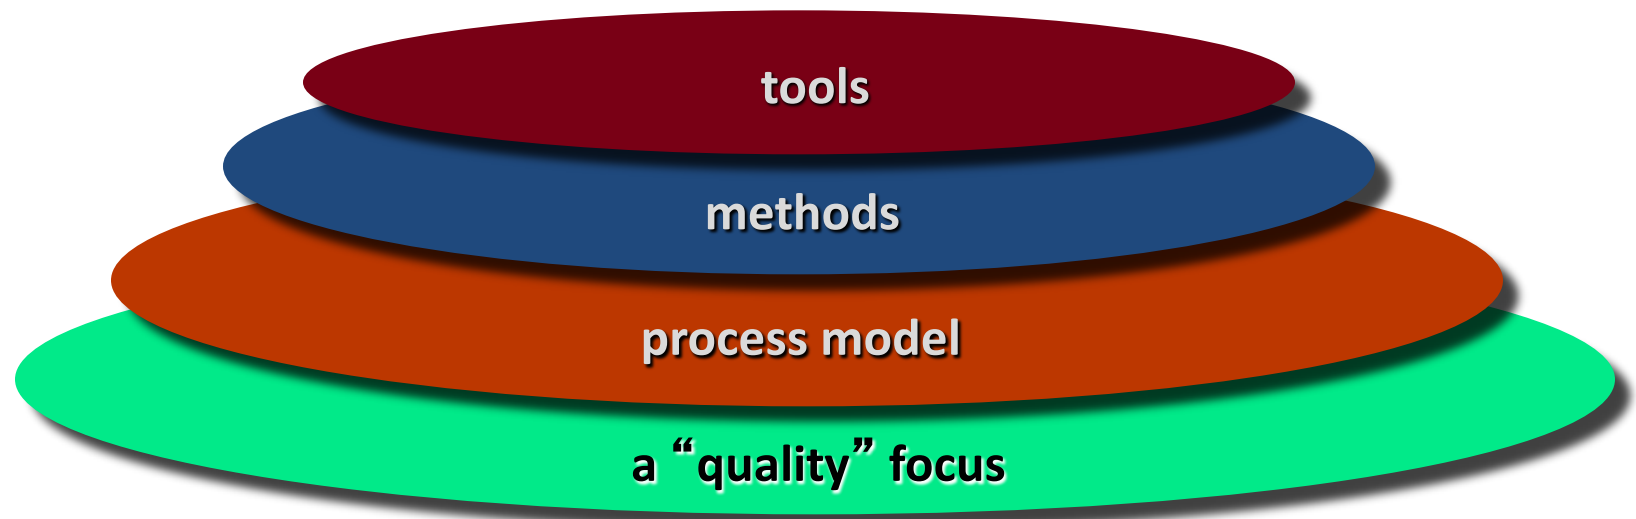 tools
methods
process model
a “quality” focus